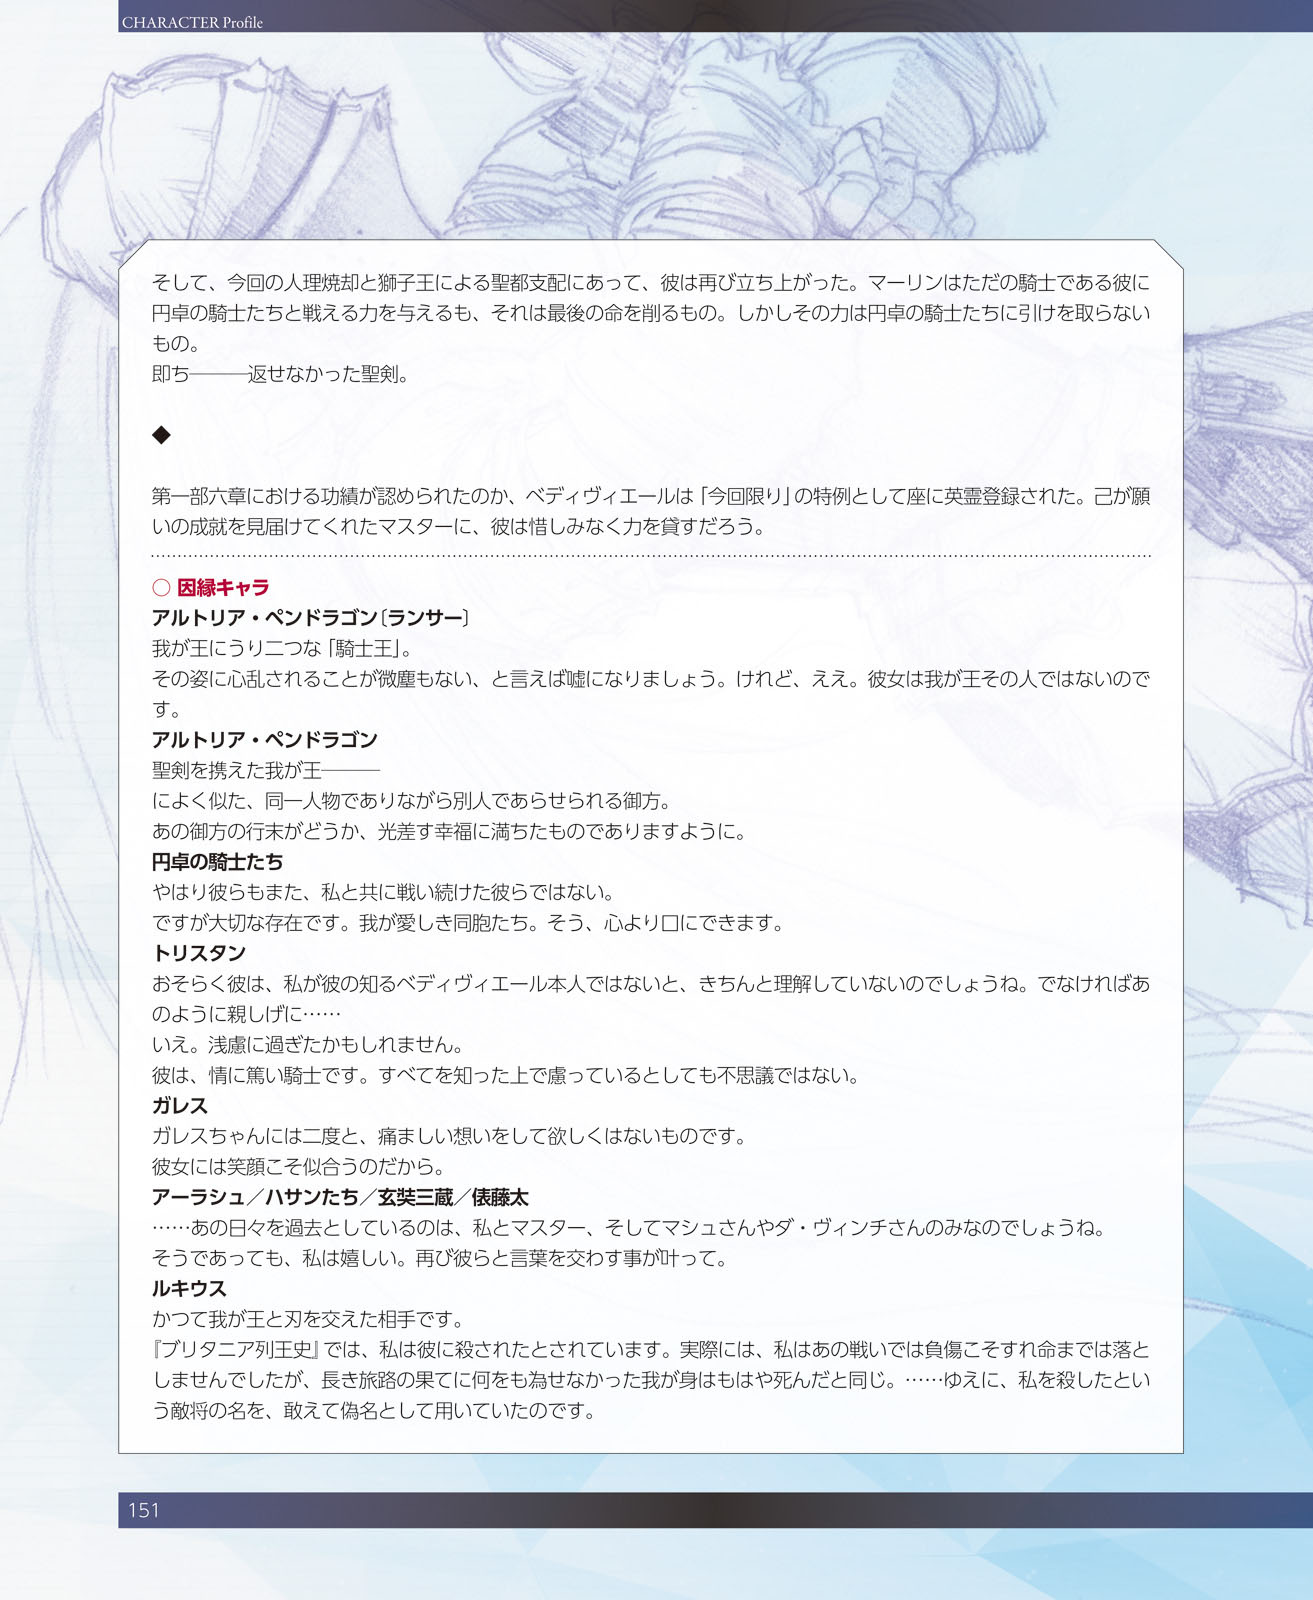 CHARACTER Profile
そして、今回の人理焼却と獅子王による聖都支配にあって、彼は再び立ち上がった。マーリンはただの騎士である彼に
円卓の騎士たちと戦える力を与えるも、それは最後の命を削るもの。しかしその力は円卓の騎士たちに引けを取らない
もの。
即ち―――返せなかった聖剣。
◆
第一部六章における功績が認められたのか、ベディヴィエールは「今回限り」の特例として座に英霊登録された。己が願
いの成就を見届けてくれたマスターに、彼は惜しみなく力を貸すだろう。
○ 因縁キャラ
アルトリア・ペンドラゴン〔ランサー〕
我が王にうり二つな「騎士王」。
その姿に心乱されることが微塵もない、と言えば嘘になりましょう。けれど、ええ。彼女は我が王その人ではないので
す。
アルトリア・ペンドラゴン
聖剣を携えた我が王―――
によく似た、同一人物でありながら別人であらせられる御方。
あの御方の行末がどうか、光差す幸福に満ちたものでありますように。
円卓の騎士たち
やはり彼らもまた、私と共に戦い続けた彼らではない。
ですが大切な存在です。我が愛しき同胞たち。そう、心より口にできます。
トリスタン
おそらく彼は、私が彼の知るベディヴィエール本人ではないと、きちんと理解していないのでしょうね。でなければあ
のように親しげに……
いえ。浅慮に過ぎたかもしれません。
彼は、情に篤い騎士です。すべてを知った上で慮っているとしても不思議ではない。
ガレス
ガレスちゃんには二度と、痛ましい想いをして欲しくはないものです。
彼女には笑顔こそ似合うのだから。
アーラシュ／ハサンたち／玄奘三蔵／俵藤太
……あの日々を過去としているのは、私とマスター、そしてマシュさんやダ・ヴィンチさんのみなのでしょうね。
そうであっても、私は嬉しい。再び彼らと言葉を交わす事が叶って。
ルキウス
かつて我が王と刃を交えた相手です。
『ブリタニア列王史』では、私は彼に殺されたとされています。実際には、私はあの戦いでは負傷こそすれ命までは落と
しませんでしたが、長き旅路の果てに何をも為せなかった我が身はもはや死んだと同じ。……ゆえに、私を殺したとい
う敵将の名を、敢えて偽名として用いていたのです。
151